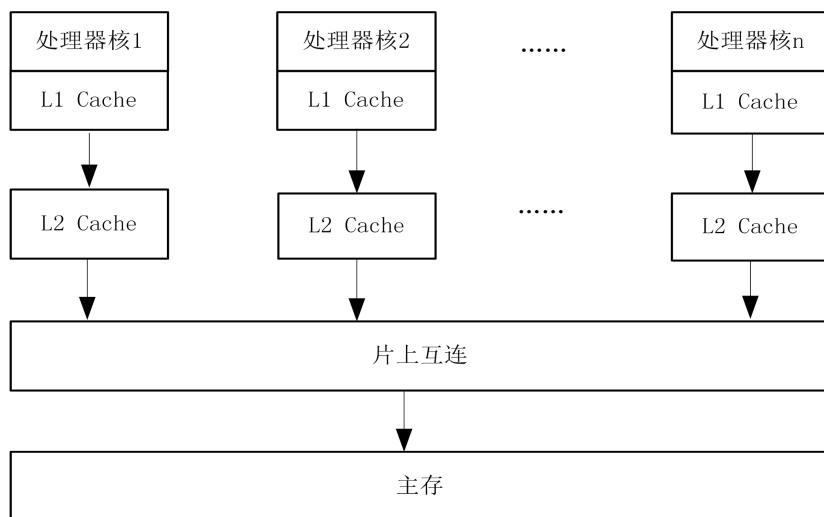 处理器核1
处理器核2
……
处理器核n
L1 Cache
L1 Cache
L1 Cache
L2 Cache
L2 Cache
……
L2 Cache
片上互连
主存